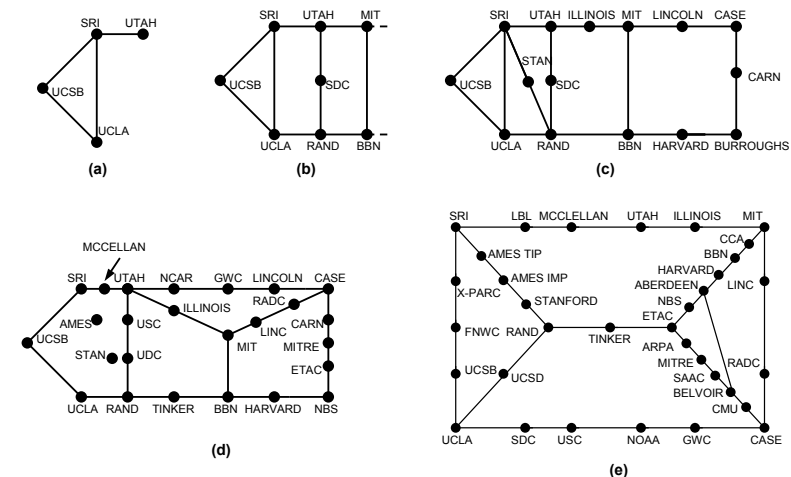 SRI UTAH
UCSB
UCLA
(a)
SRI UTAH MIT
UCSB SDC
UCLA RAND BBN
(b)
SRI UTAH ILLINOIS MIT LINCOLN CASE
STAN
UCSB SDC CARN
UCLA RAND BBN HARVARD BURROUGHS
(c)
MCCELLAN
SRI UTAH NCAR GWC LINCOLN CASE
RADC
ILLINOIS
AMES USC LINC CARN
UCSB MIT MITRE
STAN UDC ETAC
UCLA RAND TINKER BBN HARVARD NBS
(d)
SRI LBL MCCLELLAN UTAH ILLINOIS MIT
CCA
AMES TIP BBN
HARVARD
AMES IMP ABERDEEN LINC
X-PARC
STANFORD NBS
ETAC
FNWC RAND TINKER
ARPA
MITRE RADC
UCSB UCSD SAAC
BELVOIR
CMU
UCLA SDC USC NOAA GWC CASE
(e)